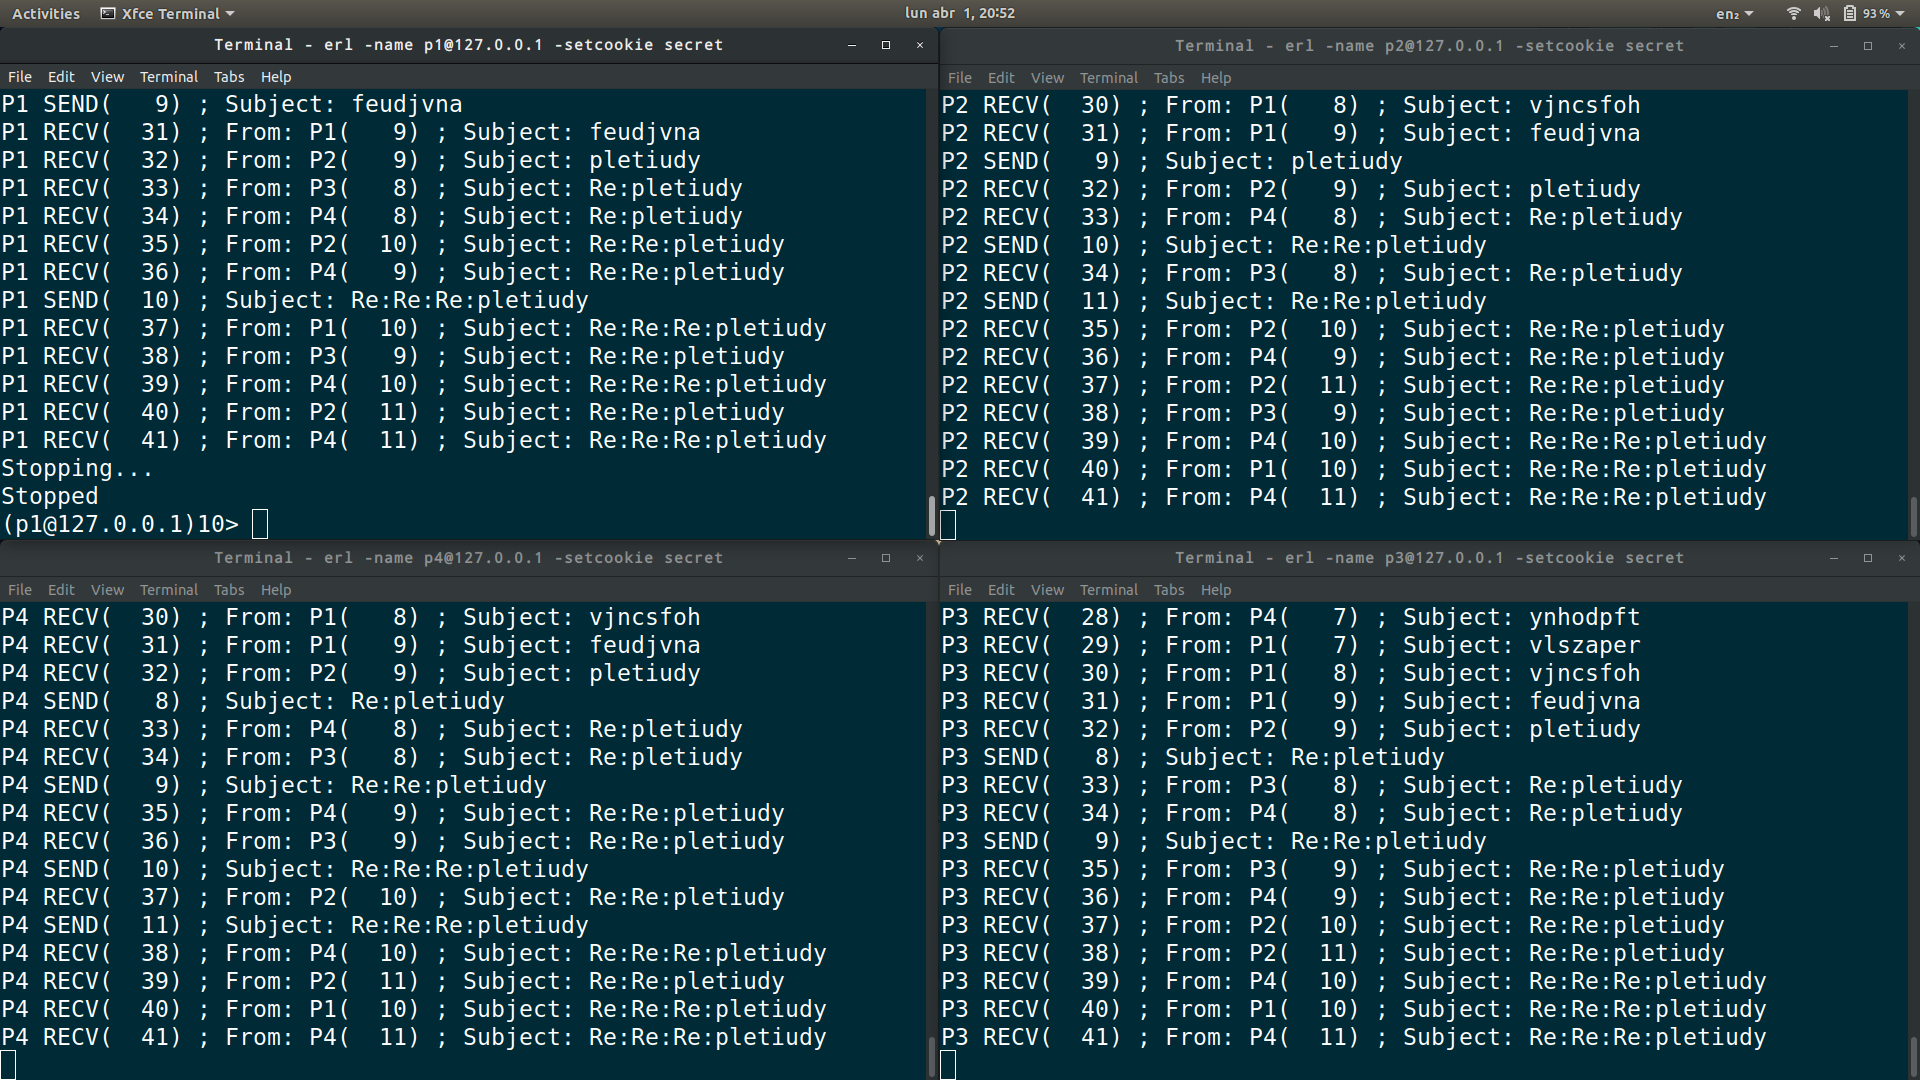 Activities Xfce Terminal lun abr 1, 20:52 en₂ 93 %
Terminal - erl -name p1@127.0.0.1 -setcookie secret
File Edit View Terminal Tabs Help
P1 SEND(   9) ; Subject: feudjvna
P1 RECV(  31) ; From: P1(   9) ; Subject: feudjvna
P1 RECV(  32) ; From: P2(   9) ; Subject: pletiudy
P1 RECV(  33) ; From: P3(   8) ; Subject: Re:pletiudy
P1 RECV(  34) ; From: P4(   8) ; Subject: Re:pletiudy
P1 RECV(  35) ; From: P2(  10) ; Subject: Re:Re:pletiudy
P1 RECV(  36) ; From: P4(   9) ; Subject: Re:Re:pletiudy
P1 SEND(  10) ; Subject: Re:Re:Re:pletiudy
P1 RECV(  37) ; From: P1(  10) ; Subject: Re:Re:Re:pletiudy
P1 RECV(  38) ; From: P3(   9) ; Subject: Re:Re:pletiudy
P1 RECV(  39) ; From: P4(  10) ; Subject: Re:Re:Re:pletiudy
P1 RECV(  40) ; From: P2(  11) ; Subject: Re:Re:pletiudy
P1 RECV(  41) ; From: P4(  11) ; Subject: Re:Re:Re:pletiudy
Stopping...
Stopped
(p1@127.0.0.1)10>
Terminal - erl -name p2@127.0.0.1 -setcookie secret
File Edit View Terminal Tabs Help
P2 RECV(  30) ; From: P1(   8) ; Subject: vjncsfoh
P2 RECV(  31) ; From: P1(   9) ; Subject: feudjvna
P2 SEND(   9) ; Subject: pletiudy
P2 RECV(  32) ; From: P2(   9) ; Subject: pletiudy
P2 RECV(  33) ; From: P4(   8) ; Subject: Re:pletiudy
P2 SEND(  10) ; Subject: Re:Re:pletiudy
P2 RECV(  34) ; From: P3(   8) ; Subject: Re:pletiudy
P2 SEND(  11) ; Subject: Re:Re:pletiudy
P2 RECV(  35) ; From: P2(  10) ; Subject: Re:Re:pletiudy
P2 RECV(  36) ; From: P4(   9) ; Subject: Re:Re:pletiudy
P2 RECV(  37) ; From: P2(  11) ; Subject: Re:Re:pletiudy
P2 RECV(  38) ; From: P3(   9) ; Subject: Re:Re:pletiudy
P2 RECV(  39) ; From: P4(  10) ; Subject: Re:Re:Re:pletiudy
P2 RECV(  40) ; From: P1(  10) ; Subject: Re:Re:Re:pletiudy
P2 RECV(  41) ; From: P4(  11) ; Subject: Re:Re:Re:pletiudy
Terminal - erl -name p4@127.0.0.1 -setcookie secret
File Edit View Terminal Tabs Help
P4 RECV(  30) ; From: P1(   8) ; Subject: vjncsfoh
P4 RECV(  31) ; From: P1(   9) ; Subject: feudjvna
P4 RECV(  32) ; From: P2(   9) ; Subject: pletiudy
P4 SEND(   8) ; Subject: Re:pletiudy
P4 RECV(  33) ; From: P4(   8) ; Subject: Re:pletiudy
P4 RECV(  34) ; From: P3(   8) ; Subject: Re:pletiudy
P4 SEND(   9) ; Subject: Re:Re:pletiudy
P4 RECV(  35) ; From: P4(   9) ; Subject: Re:Re:pletiudy
P4 RECV(  36) ; From: P3(   9) ; Subject: Re:Re:pletiudy
P4 SEND(  10) ; Subject: Re:Re:Re:pletiudy
P4 RECV(  37) ; From: P2(  10) ; Subject: Re:Re:pletiudy
P4 SEND(  11) ; Subject: Re:Re:Re:pletiudy
P4 RECV(  38) ; From: P4(  10) ; Subject: Re:Re:Re:pletiudy
P4 RECV(  39) ; From: P2(  11) ; Subject: Re:Re:pletiudy
P4 RECV(  40) ; From: P1(  10) ; Subject: Re:Re:Re:pletiudy
P4 RECV(  41) ; From: P4(  11) ; Subject: Re:Re:Re:pletiudy
Terminal - erl -name p3@127.0.0.1 -setcookie secret
File Edit View Terminal Tabs Help
P3 RECV(  28) ; From: P4(   7) ; Subject: ynhodpft
P3 RECV(  29) ; From: P1(   7) ; Subject: vlszaper
P3 RECV(  30) ; From: P1(   8) ; Subject: vjncsfoh
P3 RECV(  31) ; From: P1(   9) ; Subject: feudjvna
P3 RECV(  32) ; From: P2(   9) ; Subject: pletiudy
P3 SEND(   8) ; Subject: Re:pletiudy
P3 RECV(  33) ; From: P3(   8) ; Subject: Re:pletiudy
P3 RECV(  34) ; From: P4(   8) ; Subject: Re:pletiudy
P3 SEND(   9) ; Subject: Re:Re:pletiudy
P3 RECV(  35) ; From: P3(   9) ; Subject: Re:Re:pletiudy
P3 RECV(  36) ; From: P4(   9) ; Subject: Re:Re:pletiudy
P3 RECV(  37) ; From: P2(  10) ; Subject: Re:Re:pletiudy
P3 RECV(  38) ; From: P2(  11) ; Subject: Re:Re:pletiudy
P3 RECV(  39) ; From: P4(  10) ; Subject: Re:Re:Re:pletiudy
P3 RECV(  40) ; From: P1(  10) ; Subject: Re:Re:Re:pletiudy
P3 RECV(  41) ; From: P4(  11) ; Subject: Re:Re:Re:pletiudy